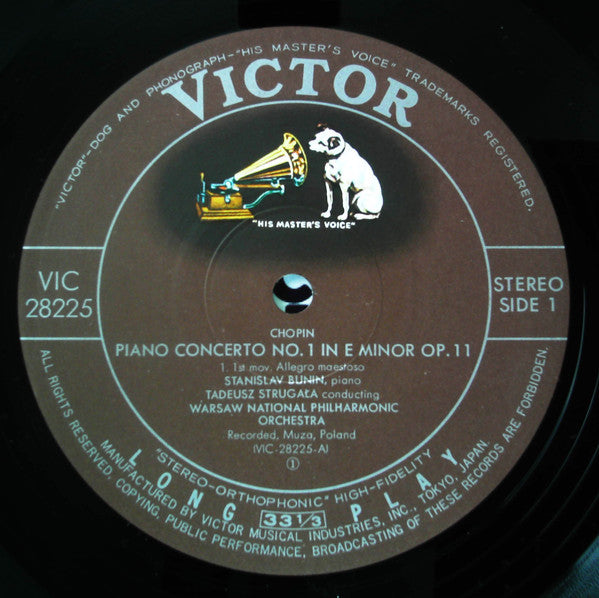 "VICTOR"–DOG AND PHONOGRAPH–"HIS MASTER'S VOICE" TRADEMARKS REGISTERED.
VICTOR
"HIS MASTER'S VOICE"
VIC
28225
STEREO
SIDE 1
CHOPIN
PIANO CONCERTO NO. 1 IN E MINOR OP. 11
1. 1st mov. Allegro maestoso
STANISLAV BUNIN, piano
TADEUSZ STRUGAŁA conducting
WARSAW NATIONAL PHILHARMONIC
ORCHESTRA
Recorded, Muza, Poland
(VIC-28225-A)
①
"STEREO-ORTHOPHONIC" HIGH-FIDELITY
LONG 33 1/3 PLAY
MANUFACTURED BY VICTOR MUSICAL INDUSTRIES, INC., TOKYO, JAPAN.
ALL RIGHTS RESERVED, COPYING, PUBLIC PERFORMANCE, BROADCASTING OF THESE RECORDS ARE FORBIDDEN.